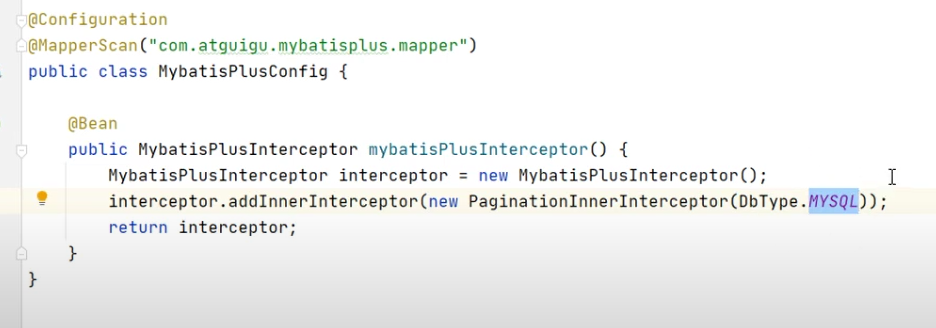 @Configuration
@MapperScan("com.atguigu.mybatisplus.mapper")
public class MybatisPlusConfig {
@Bean
public MybatisPlusInterceptor mybatisPlusInterceptor() {
MybatisPlusInterceptor interceptor = new MybatisPlusInterceptor();
interceptor.addInnerInterceptor(new PaginationInnerInterceptor(DbType.MYSQL));
return interceptor;
}
}